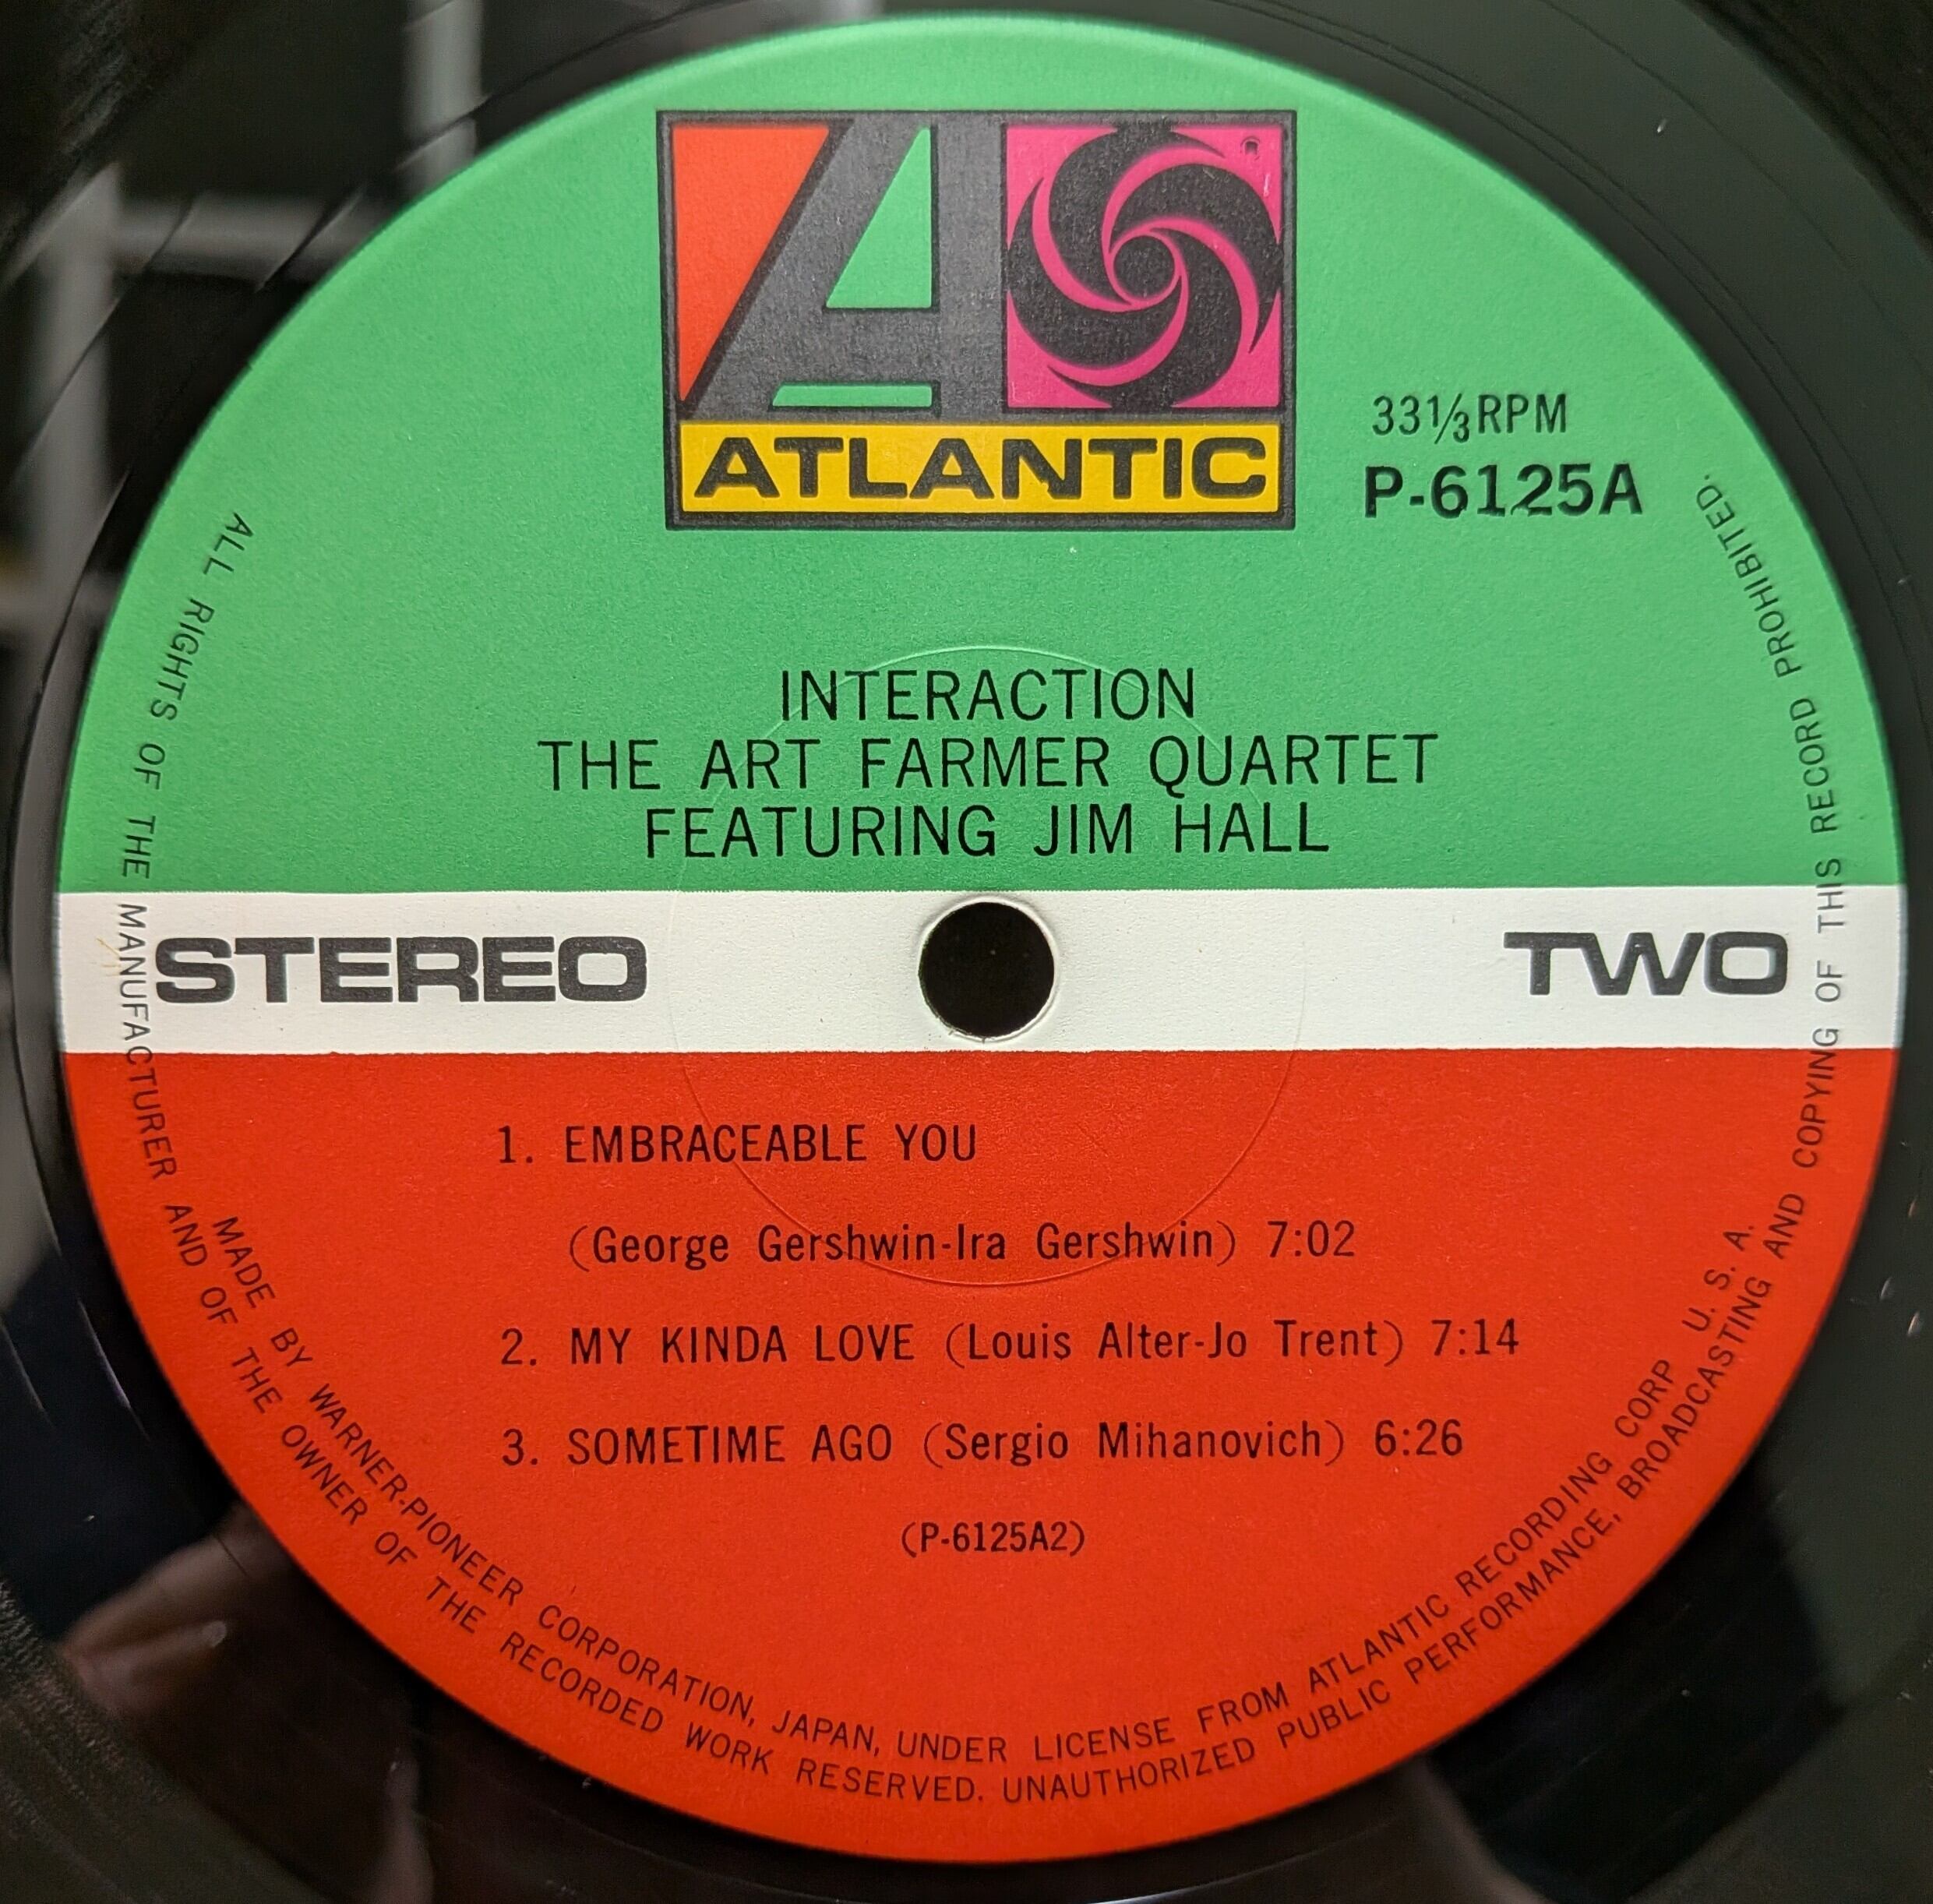 ATLANTIC
33⅓RPM
P-6125A
INTERACTION
THE ART FARMER QUARTET
FEATURING JIM HALL
STEREO
TWO
1. EMBRACEABLE YOU
(George Gershwin-Ira Gershwin) 7:02
2. MY KINDA LOVE (Louis Alter-Jo Trent) 7:14
3. SOMETIME AGO (Sergio Mihanovich) 6:26
(P-6125A2)
MADE BY WARNER-PIONEER CORPORATION, JAPAN, UNDER LICENSE FROM ATLANTIC RECORDING CORP U. S. A.
ALL RIGHTS OF THE MANUFACTURER AND OF THE OWNER OF THE RECORDED WORK RESERVED. UNAUTHORIZED PUBLIC PERFORMANCE, BROADCASTING AND COPYING OF THIS RECORD PROHIBITED.